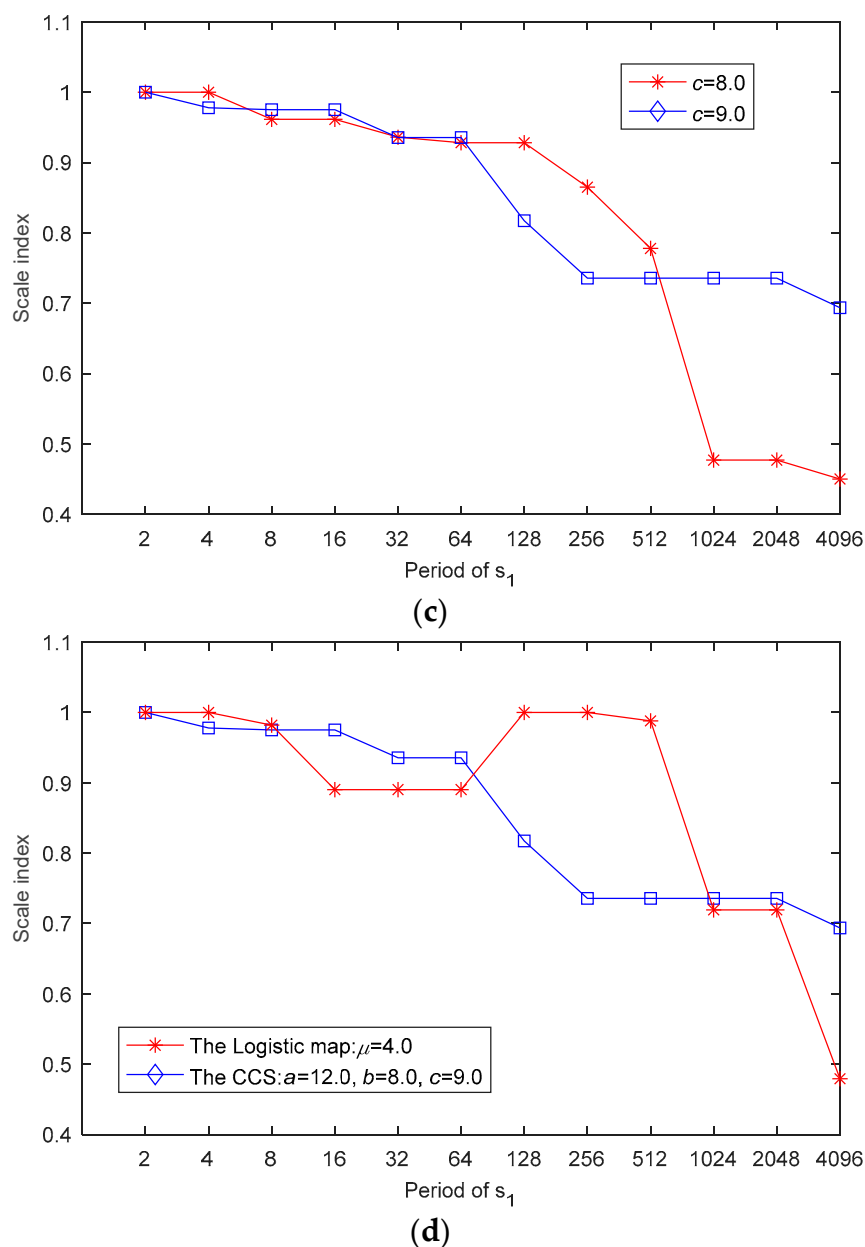 1.1
1
0.9
0.8
0.7
0.6
0.5
0.4
Scale index
c=8.0
c=9.0
2 4 8 16 32 64 128 256 512 1024 2048 4096
Period of s1
(c)
1.1
1
0.9
0.8
0.7
0.6
0.5
0.4
Scale index
The Logistic map:μ=4.0
The CCS:a=12.0, b=8.0, c=9.0
2 4 8 16 32 64 128 256 512 1024 2048 4096
Period of s1
(d)